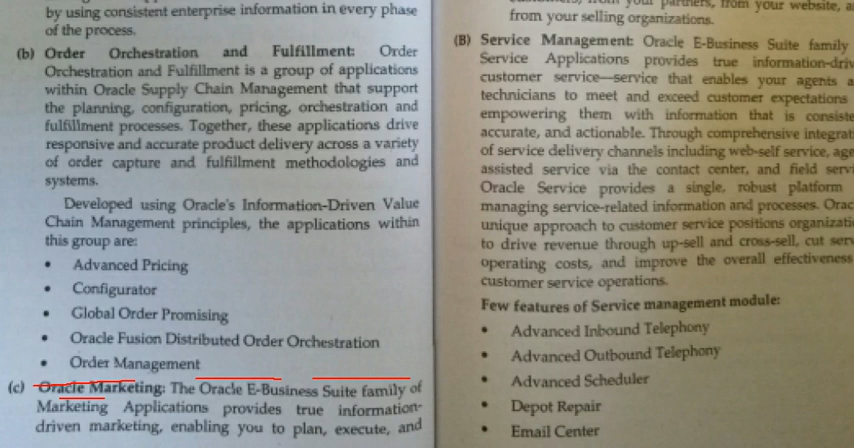 by using consistent enterprise information in every phase
of the process.
(b) Order Orchestration and Fulfillment: Order
Orchestration and Fulfillment is a group of applications
within Oracle Supply Chain Management that support
the planning, configuration, pricing, orchestration and
fulfillment processes. Together, these applications drive
responsive and accurate product delivery across a variety
of order capture and fulfillment methodologies and
systems.
Developed using Oracle's Information-Driven Value
Chain Management principles, the applications within
this group are:
• Advanced Pricing
• Configurator
• Global Order Promising
• Oracle Fusion Distributed Order Orchestration
• Order Management
(c) Oracle Marketing: The Oracle E-Business Suite family of
Marketing Applications provides true information-
driven marketing, enabling you to plan, execute, and
from your partners, from your website,
from your selling organizations.
(B) Service Management: Oracle E-Business Suite family
Service Applications provides true information-driv
customer service—service that enables your agents a
technicians to meet and exceed customer expectations
empowering them with information that is consiste
accurate, and actionable. Through comprehensive integrat
of service delivery channels including web-self service, age
assisted service via the contact center, and field servi
Oracle Service provides a single, robust platform
managing service-related information and processes. Orac
unique approach to customer service positions organizatio
to drive revenue through up-sell and cross-sell, cut serv
operating costs, and improve the overall effectiveness
customer service operations.
Few features of Service management module:
• Advanced Inbound Telephony
• Advanced Outbound Telephony
• Advanced Scheduler
• Depot Repair
• Email Center